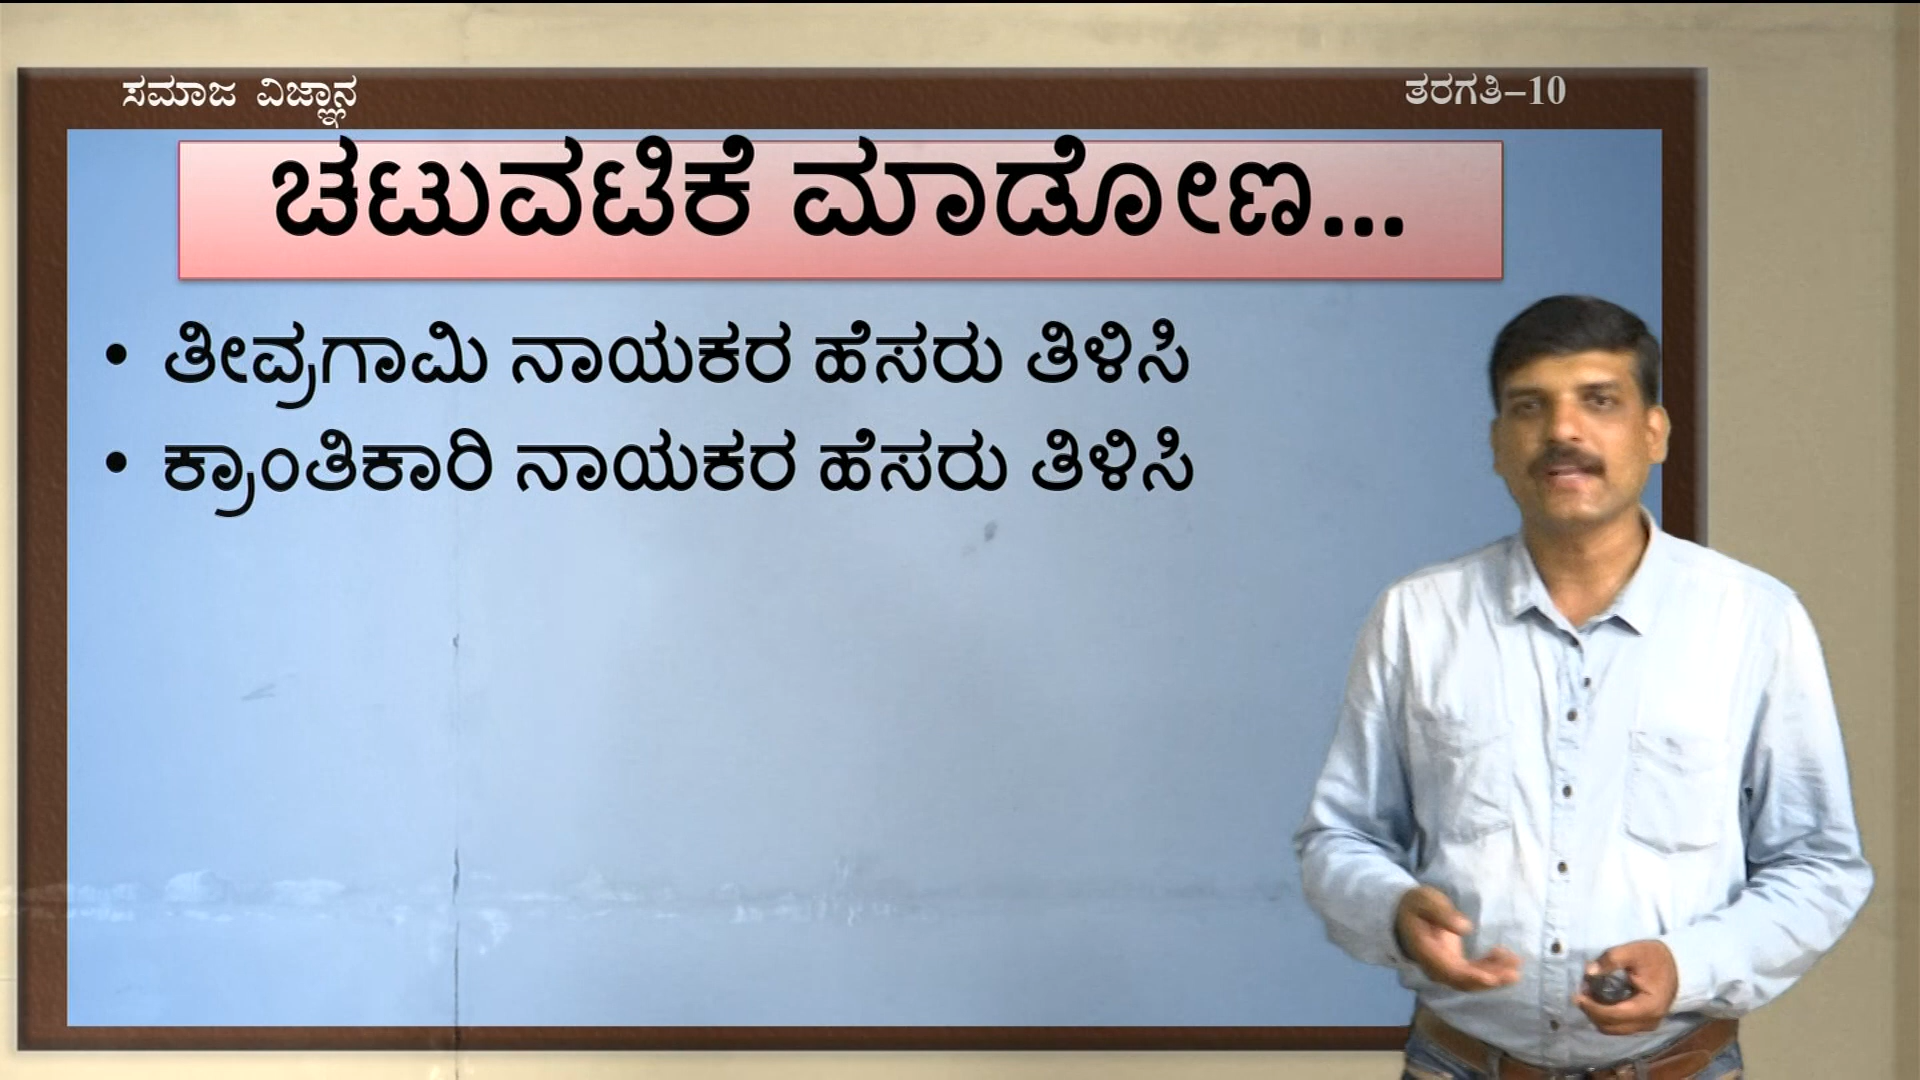 ಸಮಾಜ ವಿಜ್ಞಾನ
ತರಗತಿ-10
ಚಟುವಟಿಕೆ ಮಾಡೋಣ...
• ತೀವ್ರಗಾಮಿ ನಾಯಕರ ಹೆಸರು ತಿಳಿಸಿ
• ಕ್ರಾಂತಿಕಾರಿ ನಾಯಕರ ಹೆಸರು ತಿಳಿಸಿ